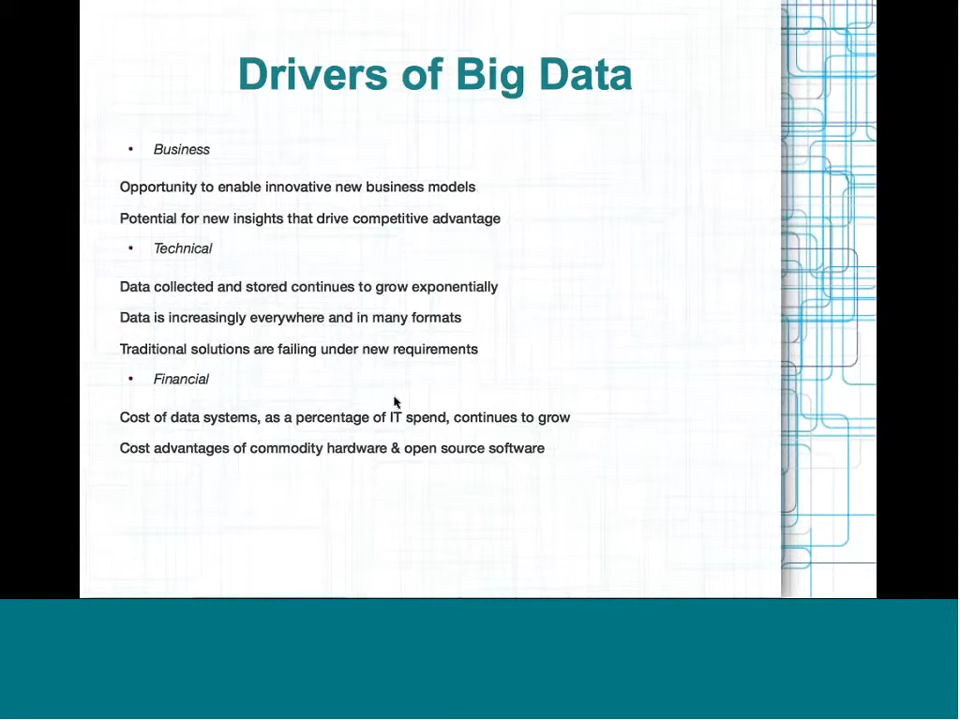 Drivers of Big Data
• Business
Opportunity to enable innovative new business models
Potential for new insights that drive competitive advantage
• Technical
Data collected and stored continues to grow exponentially
Data is increasingly everywhere and in many formats
Traditional solutions are failing under new requirements
• Financial
Cost of data systems, as a percentage of IT spend, continues to grow
Cost advantages of commodity hardware & open source software